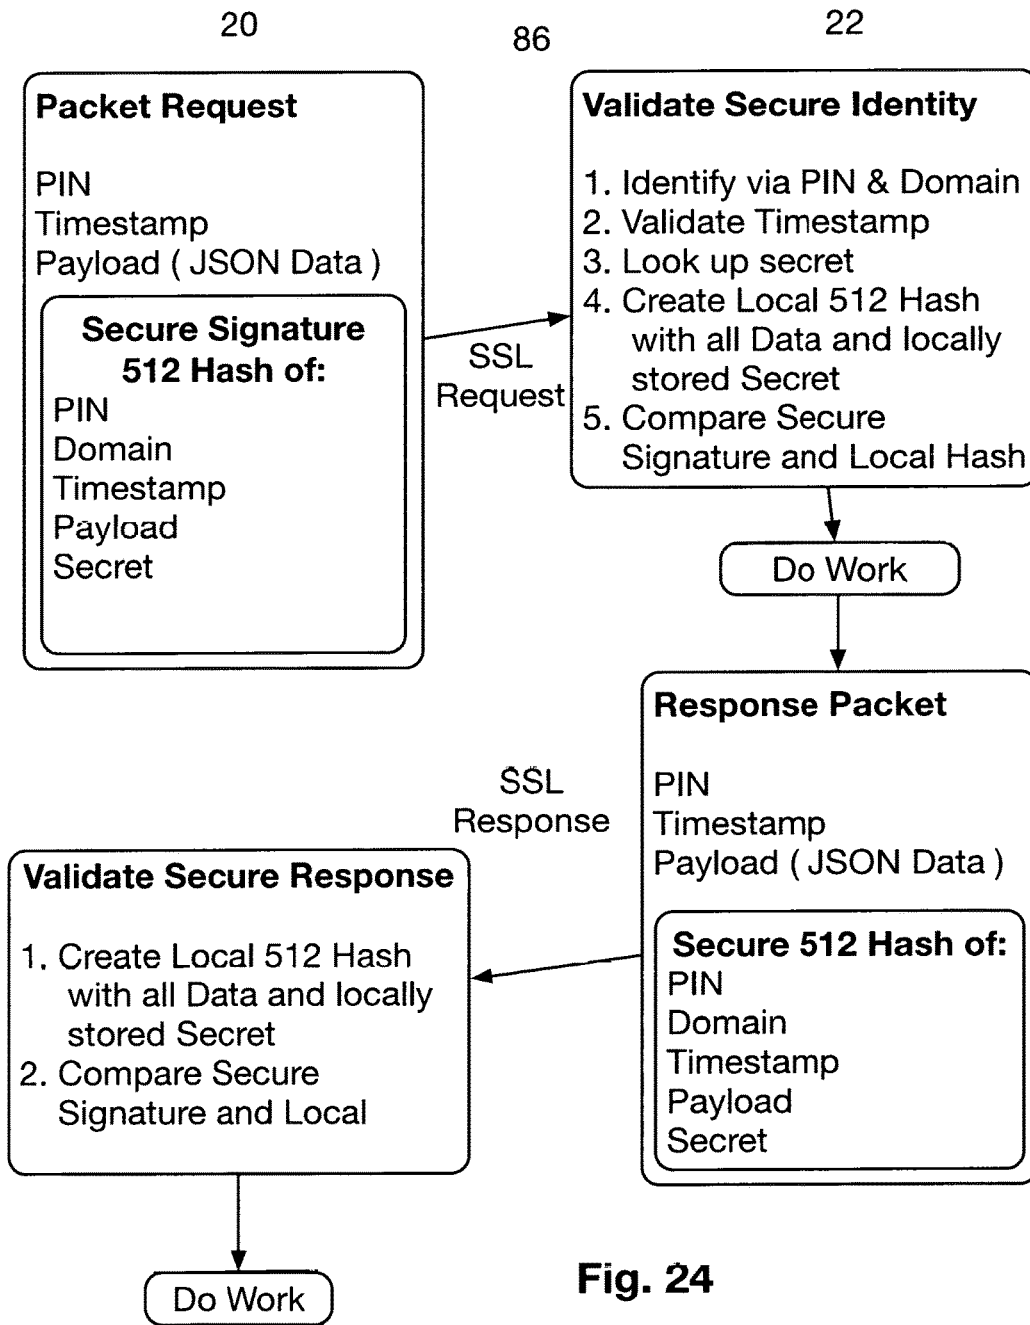 20
86
22
Packet Request
PIN
Timestamp
Payload ( JSON Data )
Secure Signature
512 Hash of:
PIN
Domain
Timestamp
Payload
Secret
SSL
Request
Validate Secure Identity
1. Identify via PIN & Domain
2. Validate Timestamp
3. Look up secret
4. Create Local 512 Hash
with all Data and locally
stored Secret
5. Compare Secure
Signature and Local Hash
Do Work
Response Packet
PIN
Timestamp
Payload ( JSON Data )
Secure 512 Hash of:
PIN
Domain
Timestamp
Payload
Secret
SSL
Response
Validate Secure Response
1. Create Local 512 Hash
with all Data and locally
stored Secret
2. Compare Secure
Signature and Local
Do Work
Fig. 24